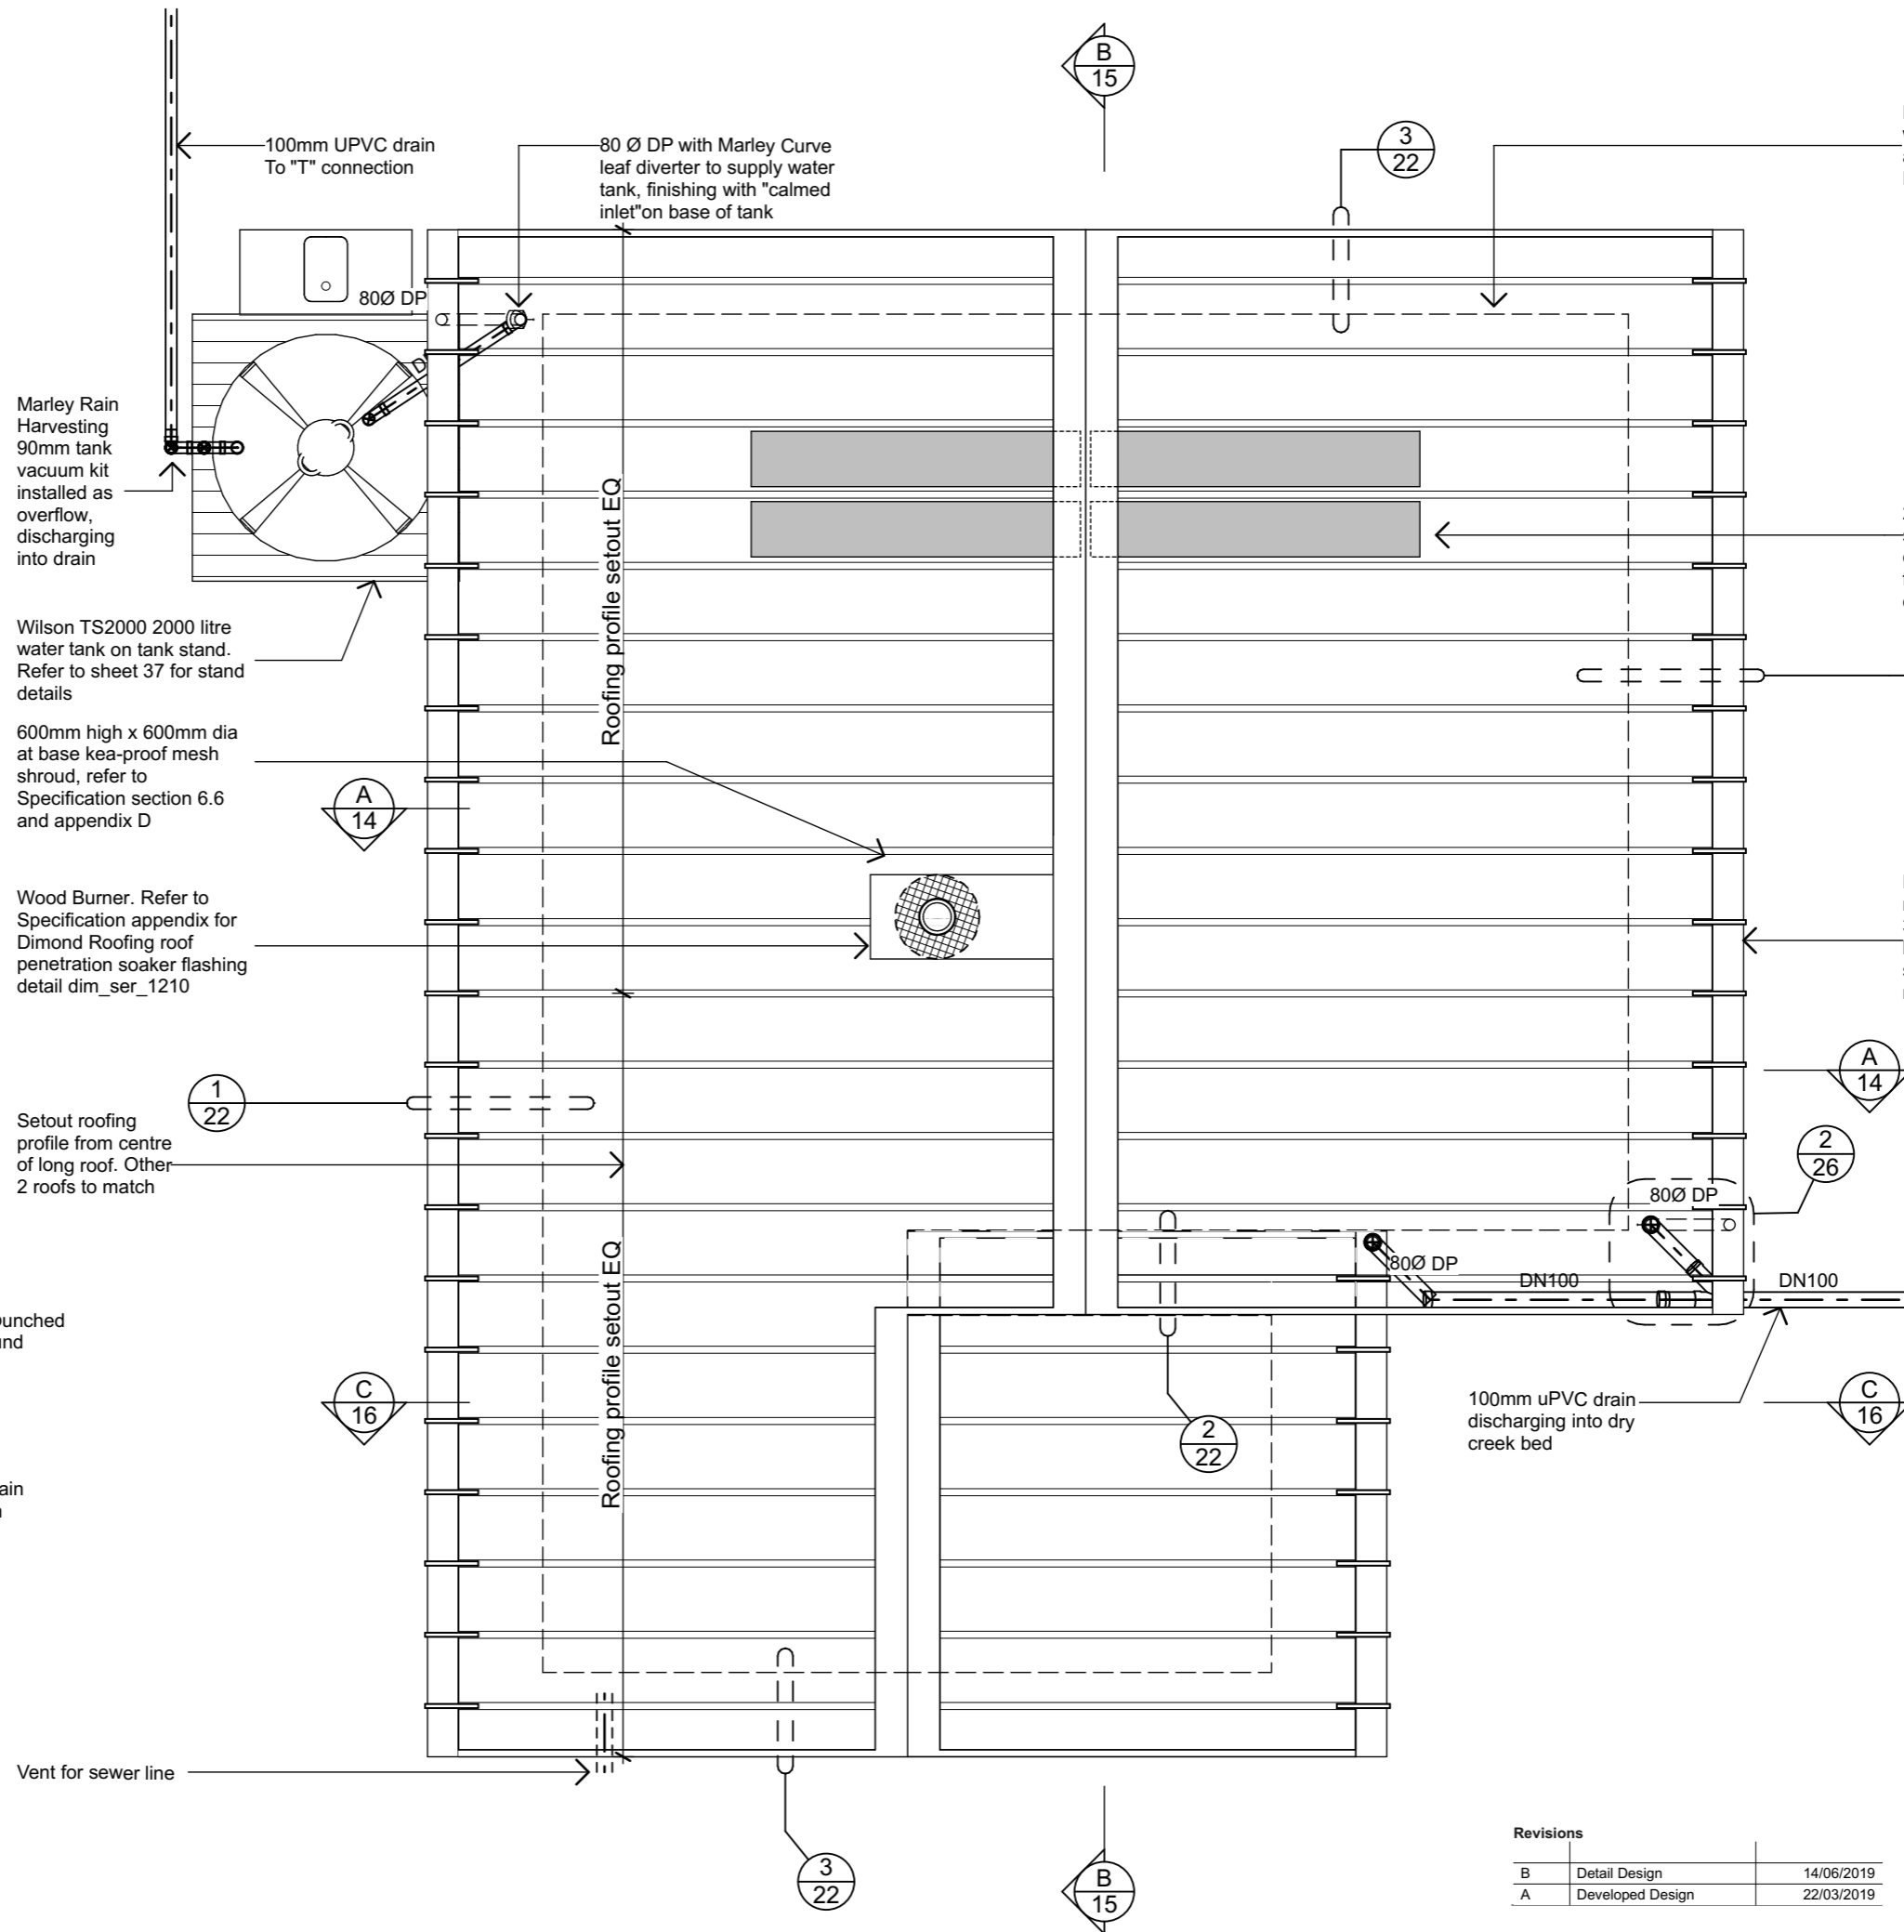 B
15
100mm UPVC drain
To "T" connection
80 Ø DP with Marley Curve
leaf diverter to supply water
tank, finishing with "calmed
inlet"on base of tank
3
22
80Ø DP
Marley Rain
Harvesting
90mm tank
vacuum kit
installed as
overflow,
discharging
into drain
Roofing profile setout EQ
Wilson TS2000 2000 litre
water tank on tank stand.
Refer to sheet 37 for stand
details
600mm high x 600mm dia
at base kea-proof mesh
shroud, refer to
Specification section 6.6
and appendix D
A
14
Wood Burner. Refer to
Specification appendix for
Dimond Roofing roof
penetration soaker flashing
detail dim_ser_1210
1
22
A
14
Setout roofing
profile from centre
of long roof. Other
2 roofs to match
2
26
80Ø DP
80Ø DP
DN100
DN100
Roofing profile setout EQ
C
16
2
22
100mm uPVC drain
discharging into dry
creek bed
C
16
Vent for sewer line
3
22
B
15
Revisions
B Detail Design 14/06/2019
A Developed Design 22/03/2019